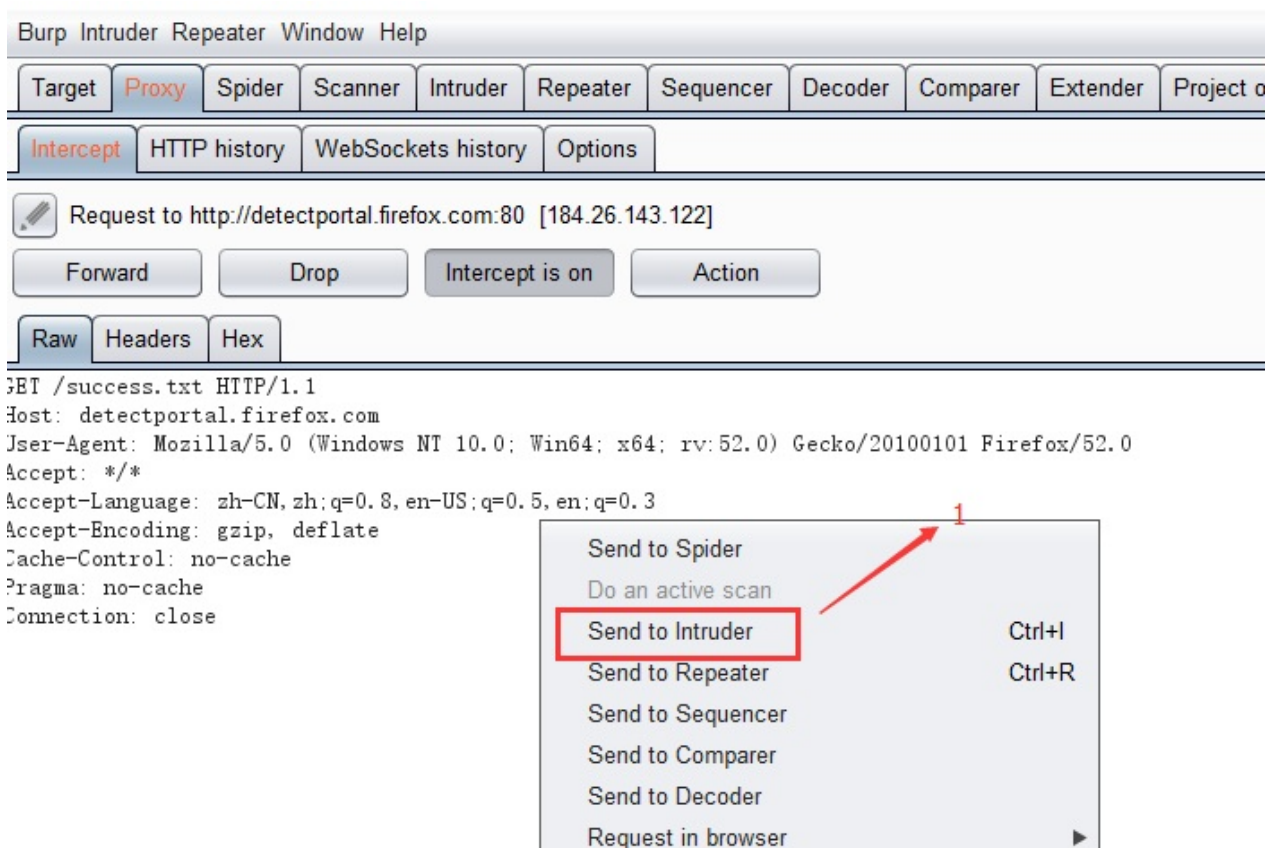 Burp Intruder Repeater Window Help
Target Proxy Spider Scanner Intruder Repeater Sequencer Decoder Comparer Extender Project o
Intercept HTTP history WebSockets history Options
Request to http://detectportal.firefox.com:80 [184.26.143.122]
Forward Drop Intercept is on Action
Raw Headers Hex
GET /success.txt HTTP/1.1
Host: detectportal.firefox.com
User-Agent: Mozilla/5.0 (Windows NT 10.0; Win64; x64; rv:52.0) Gecko/20100101 Firefox/52.0
Accept: */*
Accept-Language: zh-CN,zh;q=0.8,en-US;q=0.5,en;q=0.3
Accept-Encoding: gzip, deflate
Cache-Control: no-cache
Pragma: no-cache
Connection: close
1
Send to Spider
Do an active scan
Send to Intruder Ctrl+I
Send to Repeater Ctrl+R
Send to Sequencer
Send to Comparer
Send to Decoder
Request in browser